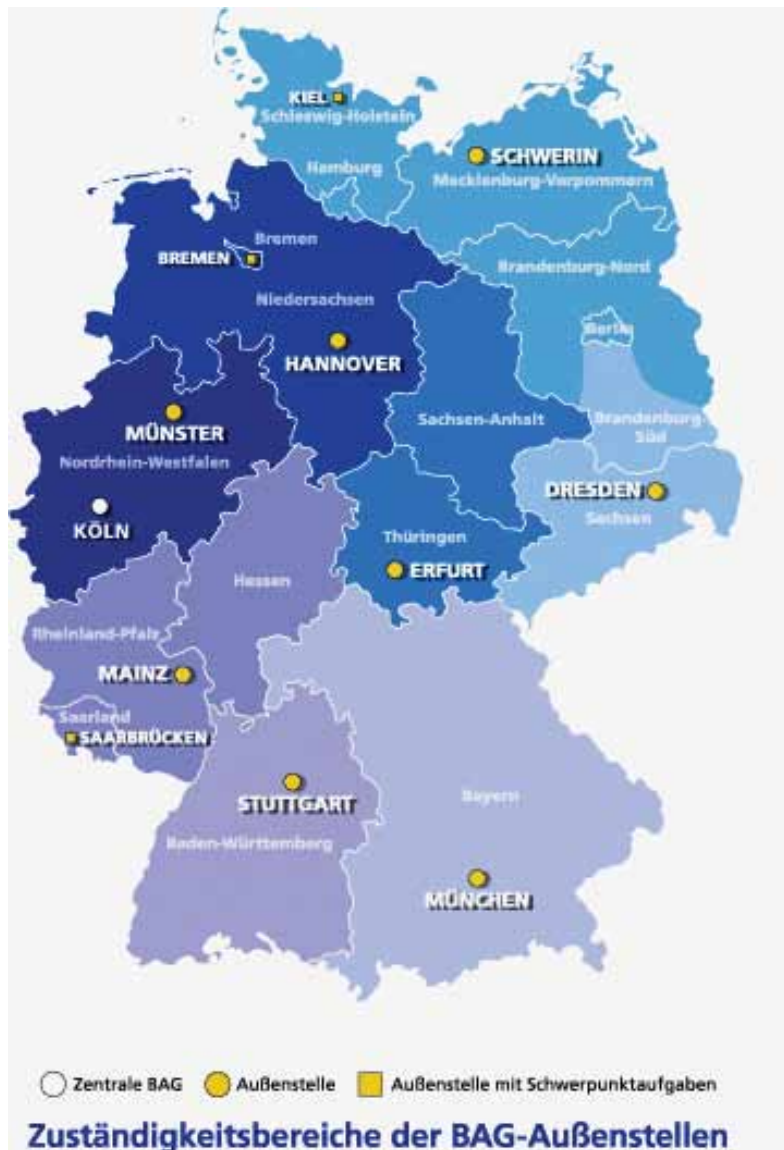 KIEL
Schleswig-Holstein
SCHWERIN
Hamburg
Mecklenburg-Vorpommern
Bremen
BREMEN
Brandenburg-Nord
Niedersachsen
Berlin
HANNOVER
MÜNSTER
Sachsen-Anhalt
Brandenburg-
Süd
Nordrhein-Westfalen
DRESDEN
KÖLN
Sachsen
Thüringen
ERFURT
Hessen
Rheinland-Pfalz
MAINZ
Saarland
SAARBRÜCKEN
STUTTGART
Bayern
Baden-Württemberg
MÜNCHEN
Zentrale BAG Außenstelle Außenstelle mit Schwerpunktaufgaben
Zuständigkeitsbereiche der BAG-Außenstellen